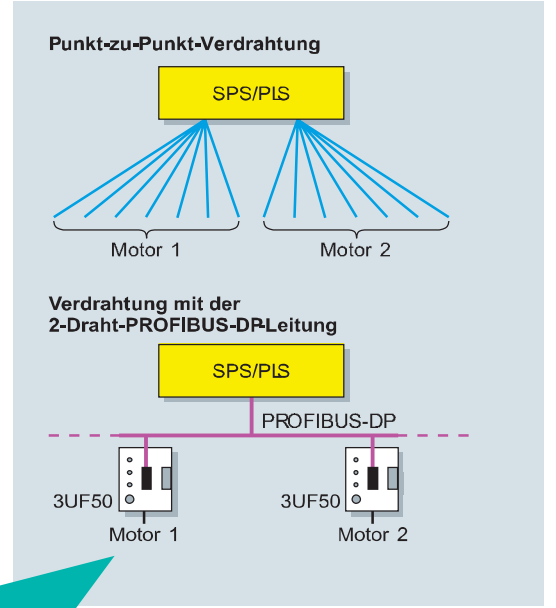 Punkt-zu-Punkt-Verdrahtung
SPS/PLS
Motor 1 Motor 2
Verdrahtung mit der
2-Draht-PROFIBUS-DP-Leitung
SPS/PLS
PROFIBUS-DP
3UF50 3UF50
Motor 1 Motor 2